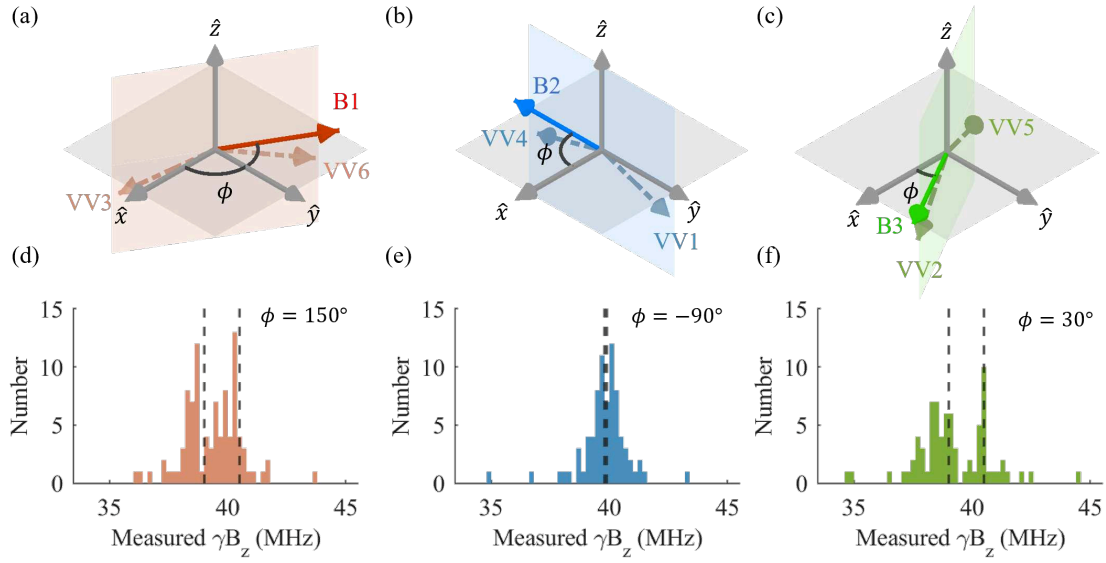 (a)
(b)
(c)
ẑ
ẑ
ẑ
B1
B2
VV4
VV5
VV6
VV3
ϕ
ϕ
ϕ
x̂
ŷ
x̂
ŷ
x̂
ŷ
VV1
B3
VV2
(d)
(e)
(f)
ϕ = 150°
ϕ = −90°
ϕ = 30°
15
10
5
0
Number
35 40 45
Measured γB_z (MHz)
15
10
5
0
Number
35 40 45
Measured γB_z (MHz)
15
10
5
0
Number
35 40 45
Measured γB_z (MHz)